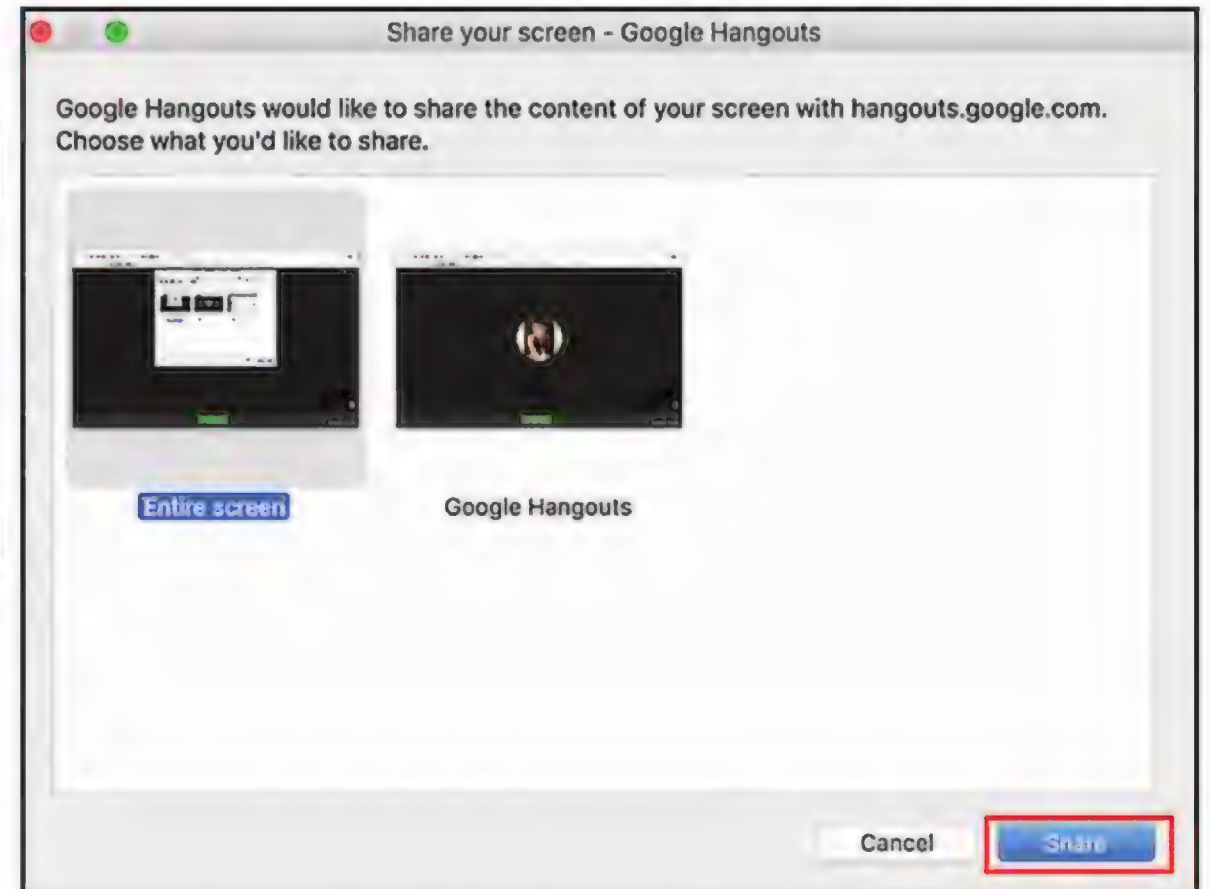 Share your screen - Google Hangouts
Google Hangouts would like to share the content of your screen with hangouts.google.com.
Choose what you'd like to share.
Entire screen
Google Hangouts
Cancel
Share